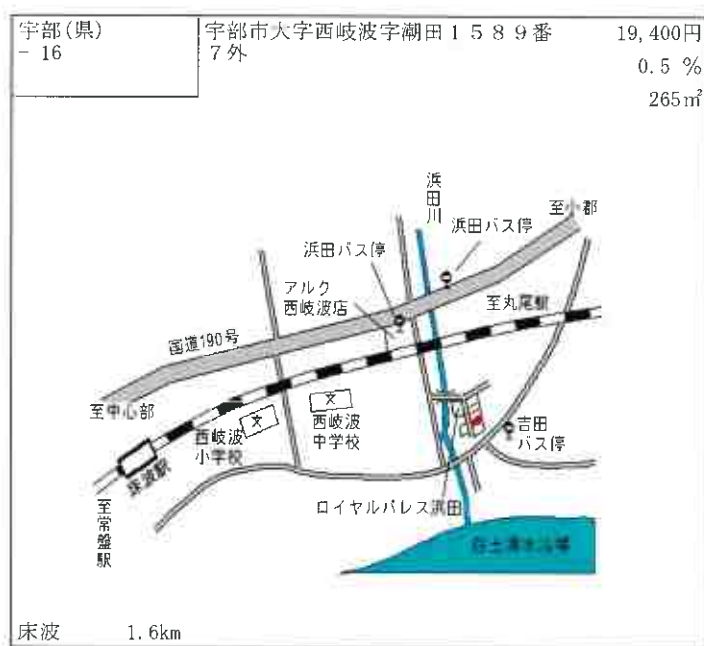 宇部(県)
- 16
宇部市大字西岐波字潮田1589番
7外
19,400円
0.5 %
265㎡
浜田川
至小郡
浜田バス停
浜田バス停
アルク
西岐波店
至丸尾駅
国道190号
至中心部
西岐波
小学校
文
文
西岐波
中学校
吉田
バス停
床波駅
ロイヤルパレス浜田
至常盤駅
床波 1.6km